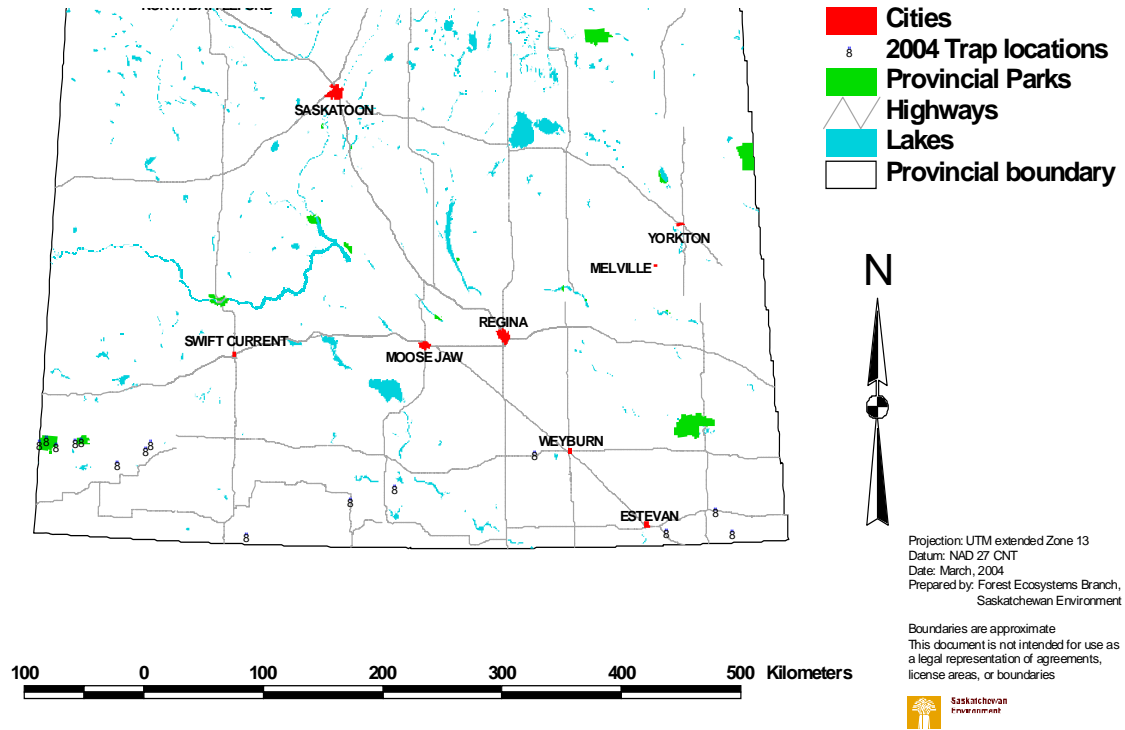 Cities
2004 Trap locations
Provincial Parks
Highways
Lakes
Provincial boundary
SASKATOON
YORKTON
MELVILLE
REGINA
SWIFT CURRENT
MOOSE JAW
WEYBURN
ESTEVAN
N
Projection: UTM extended Zone 13
Datum: NAD 27 CNT
Date: March, 2004
Prepared by: Forest Ecosystems Branch,
Saskatchewan Environment
Boundaries are approximate
This document is not intended for use as
a legal representation of agreements,
license areas, or boundaries
100 0 100 200 300 400 500 Kilometers
Saskatchewan
Environment